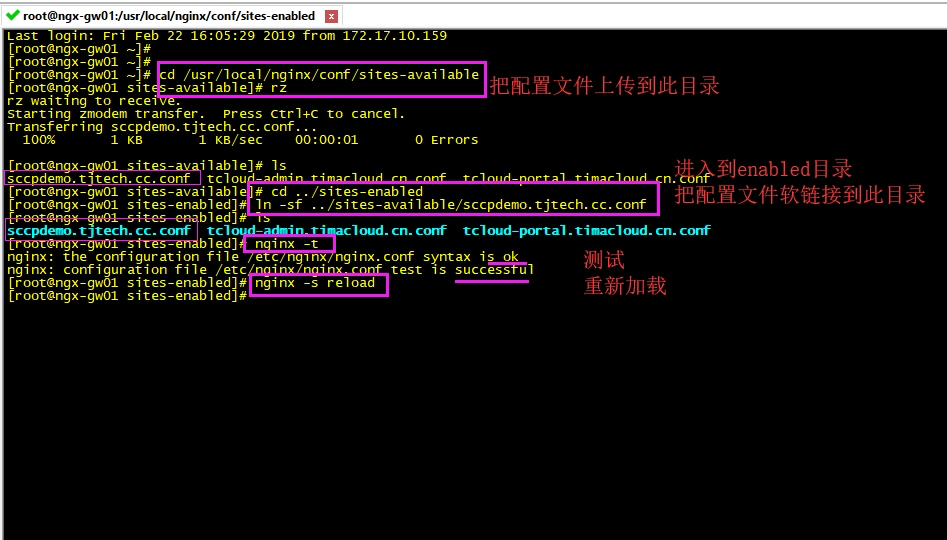 root@ngx-gw01:/usr/local/nginx/conf/sites-enabled
Last login: Fri Feb 22 16:05:29 2019 from 172.17.10.159
[root@ngx-gw01 ~]#
[root@ngx-gw01 ~]#
[root@ngx-gw01 ~]# cd /usr/local/nginx/conf/sites-available
[root@ngx-gw01 sites-available]# rz
把配置文件上传到此目录
rz waiting to receive.
Starting zmodem transfer.  Press Ctrl+C to cancel.
Transferring sccpdemo.tjtech.cc.conf...
  100%       1 KB       1 KB/sec    00:00:01       0 Errors
[root@ngx-gw01 sites-available]# ls
进入到enabled目录
sccpdemo.tjtech.cc.conf  tcloud-admin.timacloud.cn.conf  tcloud-portal.timacloud.cn.conf
[root@ngx-gw01 sites-available]# cd ../sites-enabled
把配置文件软链接到此目录
[root@ngx-gw01 sites-enabled]# ln -sf ../sites-available/sccpdemo.tjtech.cc.conf
[root@ngx-gw01 sites-enabled]# ls
sccpdemo.tjtech.cc.conf  tcloud-admin.timacloud.cn.conf  tcloud-portal.timacloud.cn.conf
[root@ngx-gw01 sites-enabled]# nginx -t
nginx: the configuration file /etc/nginx/nginx.conf syntax is ok
测试
nginx: configuration file /etc/nginx/nginx.conf test is successful
[root@ngx-gw01 sites-enabled]# nginx -s reload
重新加载
[root@ngx-gw01 sites-enabled]#